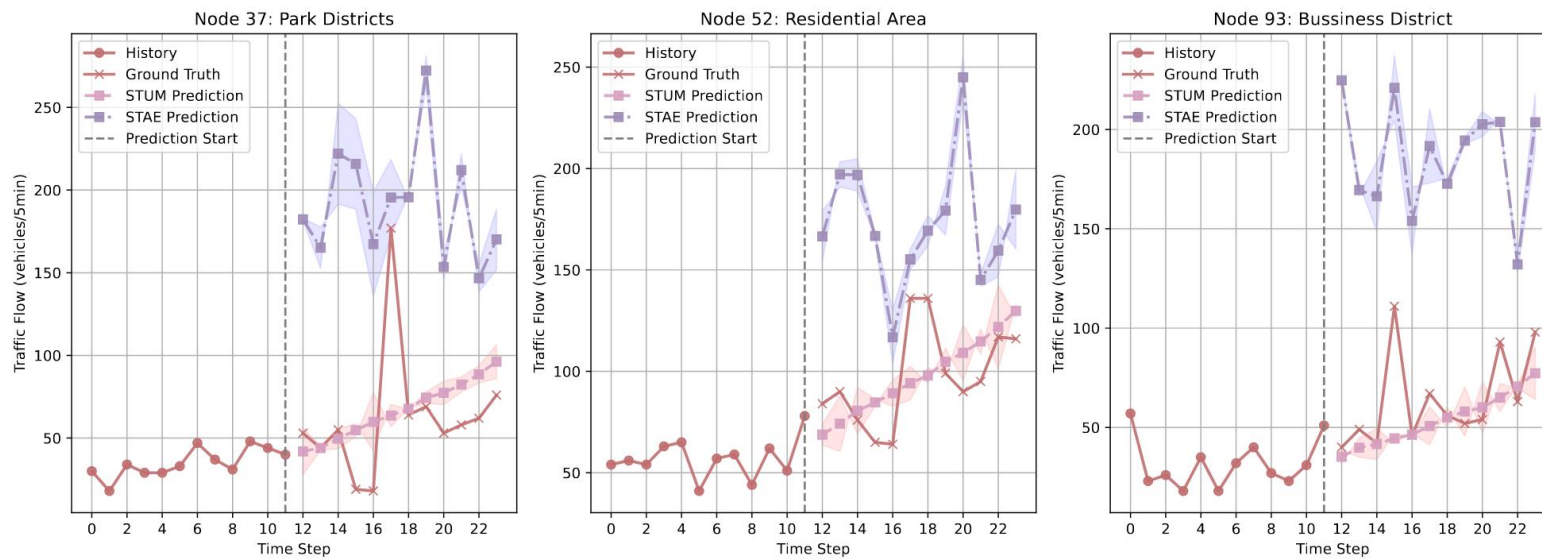 Node 37: Park Districts
History
Ground Truth
STUM Prediction
STAE Prediction
Prediction Start
250
200
150
100
50
0 2 4 6 8 10 12 14 16 18 20 22
Time Step
Traffic Flow (vehicles/5min)
Node 52: Residential Area
History
Ground Truth
STUM Prediction
STAE Prediction
Prediction Start
250
200
150
100
50
0 2 4 6 8 10 12 14 16 18 20 22
Time Step
Traffic Flow (vehicles/5min)
Node 93: Bussiness District
History
Ground Truth
STUM Prediction
STAE Prediction
Prediction Start
200
150
100
50
0 2 4 6 8 10 12 14 16 18 20 22
Time Step
Traffic Flow (vehicles/5min)